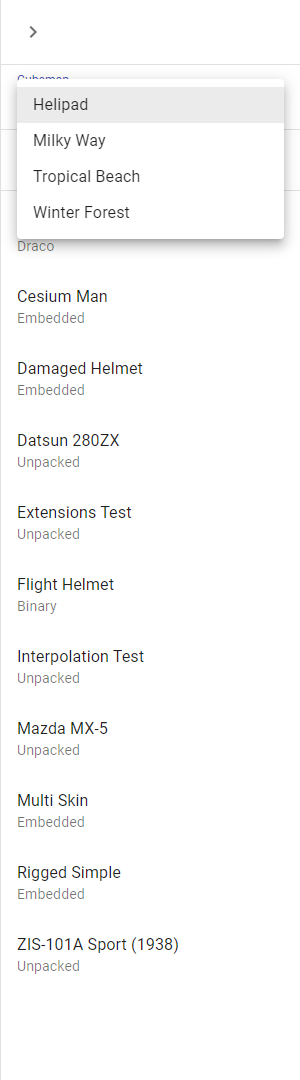 Cubemap
Helipad
Milky Way
Tropical Beach
Winter Forest
Draco
Cesium Man
Embedded
Damaged Helmet
Embedded
Datsun 280ZX
Unpacked
Extensions Test
Unpacked
Flight Helmet
Binary
Interpolation Test
Unpacked
Mazda MX-5
Unpacked
Multi Skin
Embedded
Rigged Simple
Embedded
ZIS-101A Sport (1938)
Unpacked